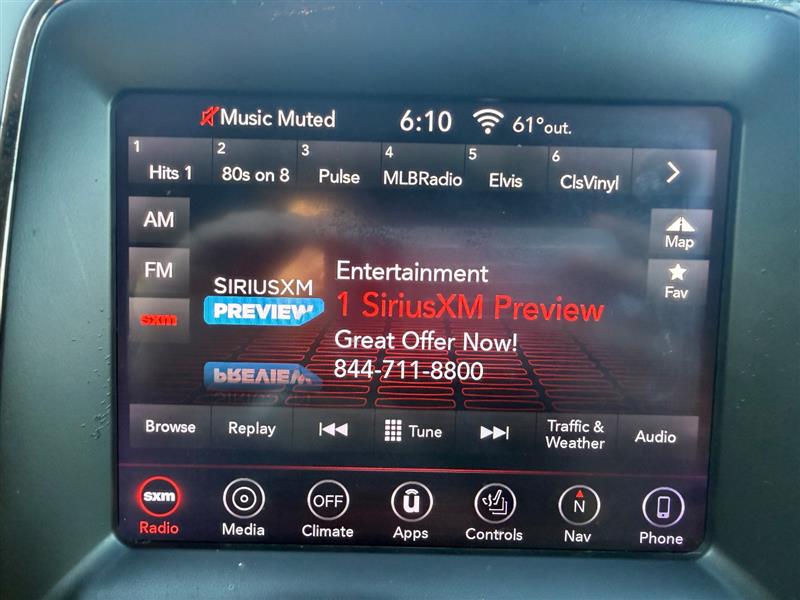 Music Muted 6:10 61°out.
1 Hits 1 2 80s on 8 3 Pulse 4 MLBRadio 5 Elvis 6 ClsVinyl
AM
Map
FM
Fav
sxm
SIRIUSXM
PREVIEW
Entertainment
1 SiriusXM Preview
Great Offer Now!
844-711-8800
PREVIEW
Browse Replay Tune Traffic & Weather Audio
sxm OFF ū N
Radio Media Climate Apps Controls Nav Phone